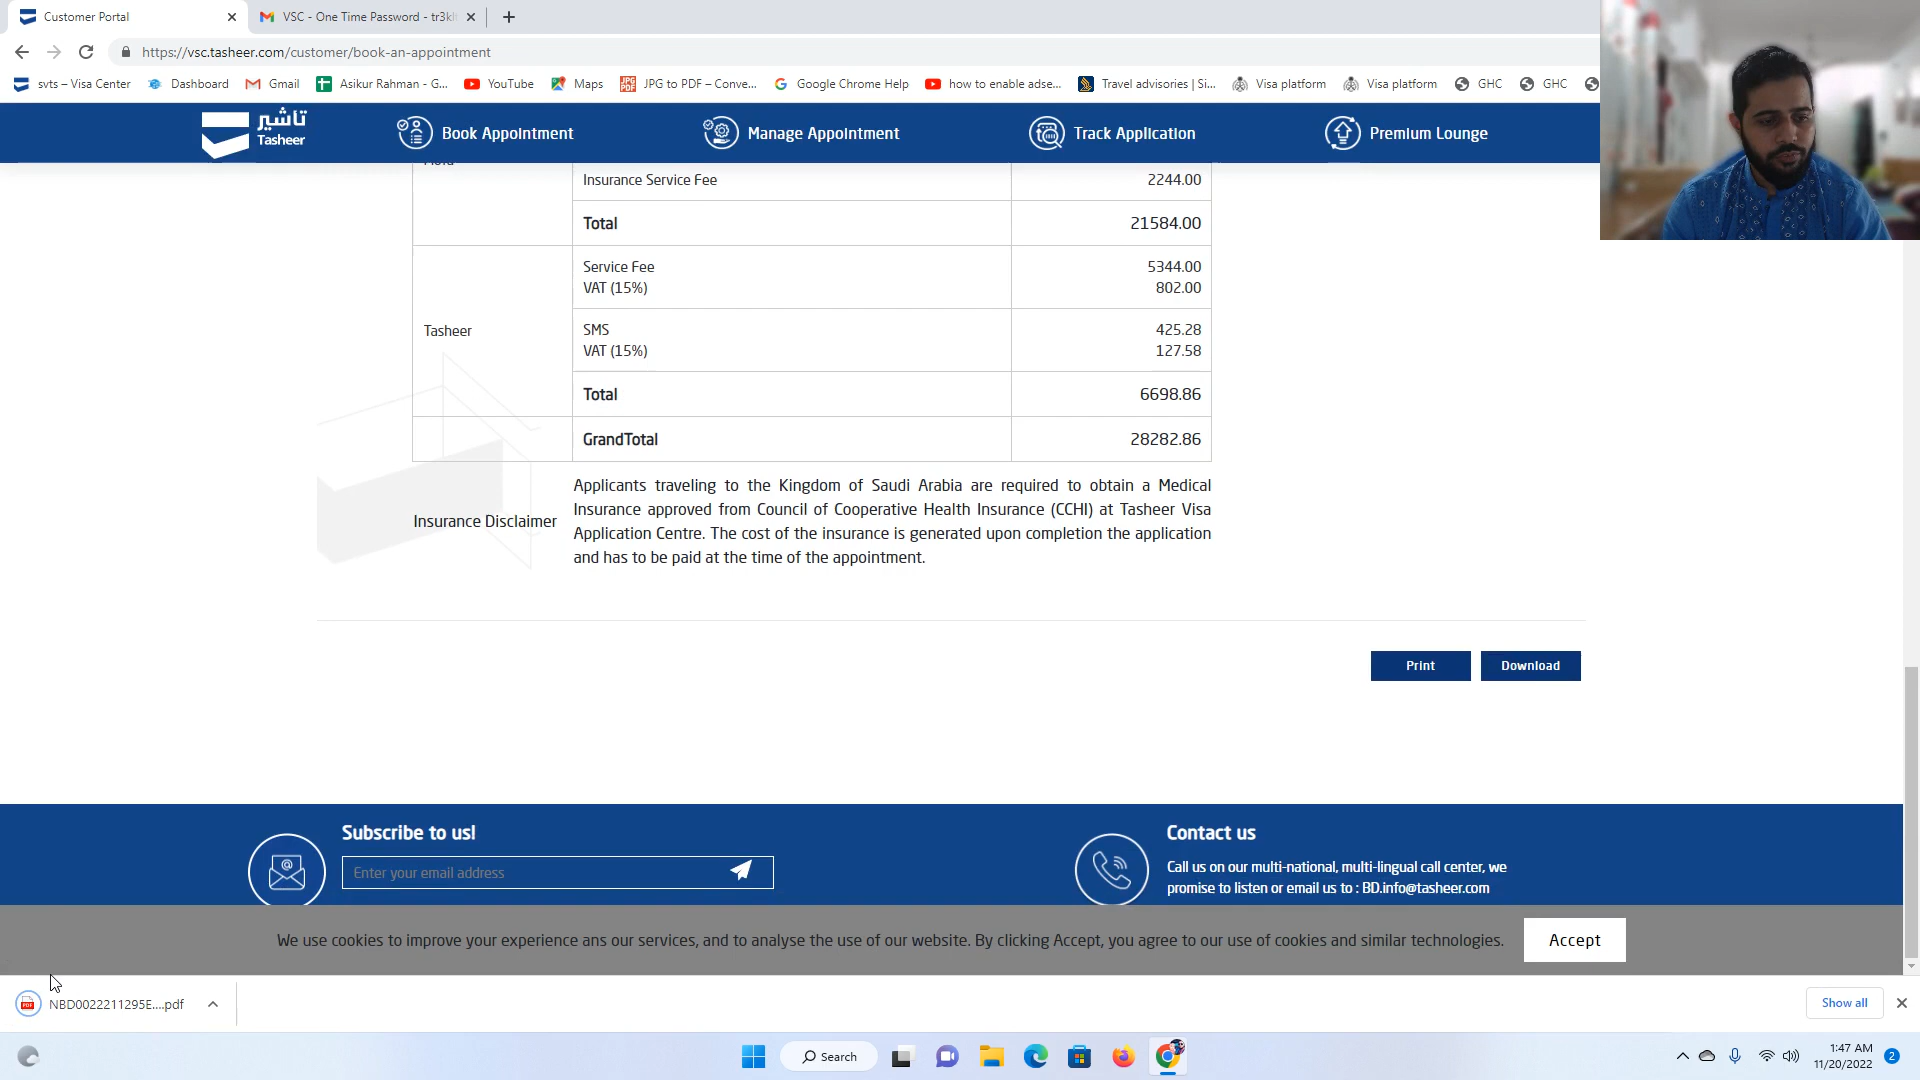 Customer Portal
VSC - One Time Password - tr3kl
https://vsc.tasheer.com/customer/book-an-appointment
svts – Visa Center
Dashboard
Gmail
Asikur Rahman - G...
YouTube
Maps
JPG to PDF – Conve...
Google Chrome Help
how to enable adse...
Travel advisories | Si...
Visa platform
Visa platform
GHC
GHC
تأشير
Tasheer
Book Appointment
Manage Appointment
Track Application
Premium Lounge
Insurance Service Fee 2244.00
Total 21584.00
Service Fee 5344.00
VAT (15%) 802.00
Tasheer
SMS 425.28
VAT (15%) 127.58
Total 6698.86
GrandTotal 28282.86
Insurance Disclaimer
Applicants traveling to the Kingdom of Saudi Arabia are required to obtain a Medical
Insurance approved from Council of Cooperative Health Insurance (CCHI) at Tasheer Visa
Application Centre. The cost of the insurance is generated upon completion the application
and has to be paid at the time of the appointment.
Print
Download
Subscribe to us!
Enter your email address
Contact us
Call us on our multi-national, multi-lingual call center, we
promise to listen or email us to : BD.info@tasheer.com
We use cookies to improve your experience ans our services, and to analyse the use of our website. By clicking Accept, you agree to our use of cookies and similar technologies.
Accept
NBD0022211295E....pdf
Show all
Search
1:47 AM
11/20/2022
2